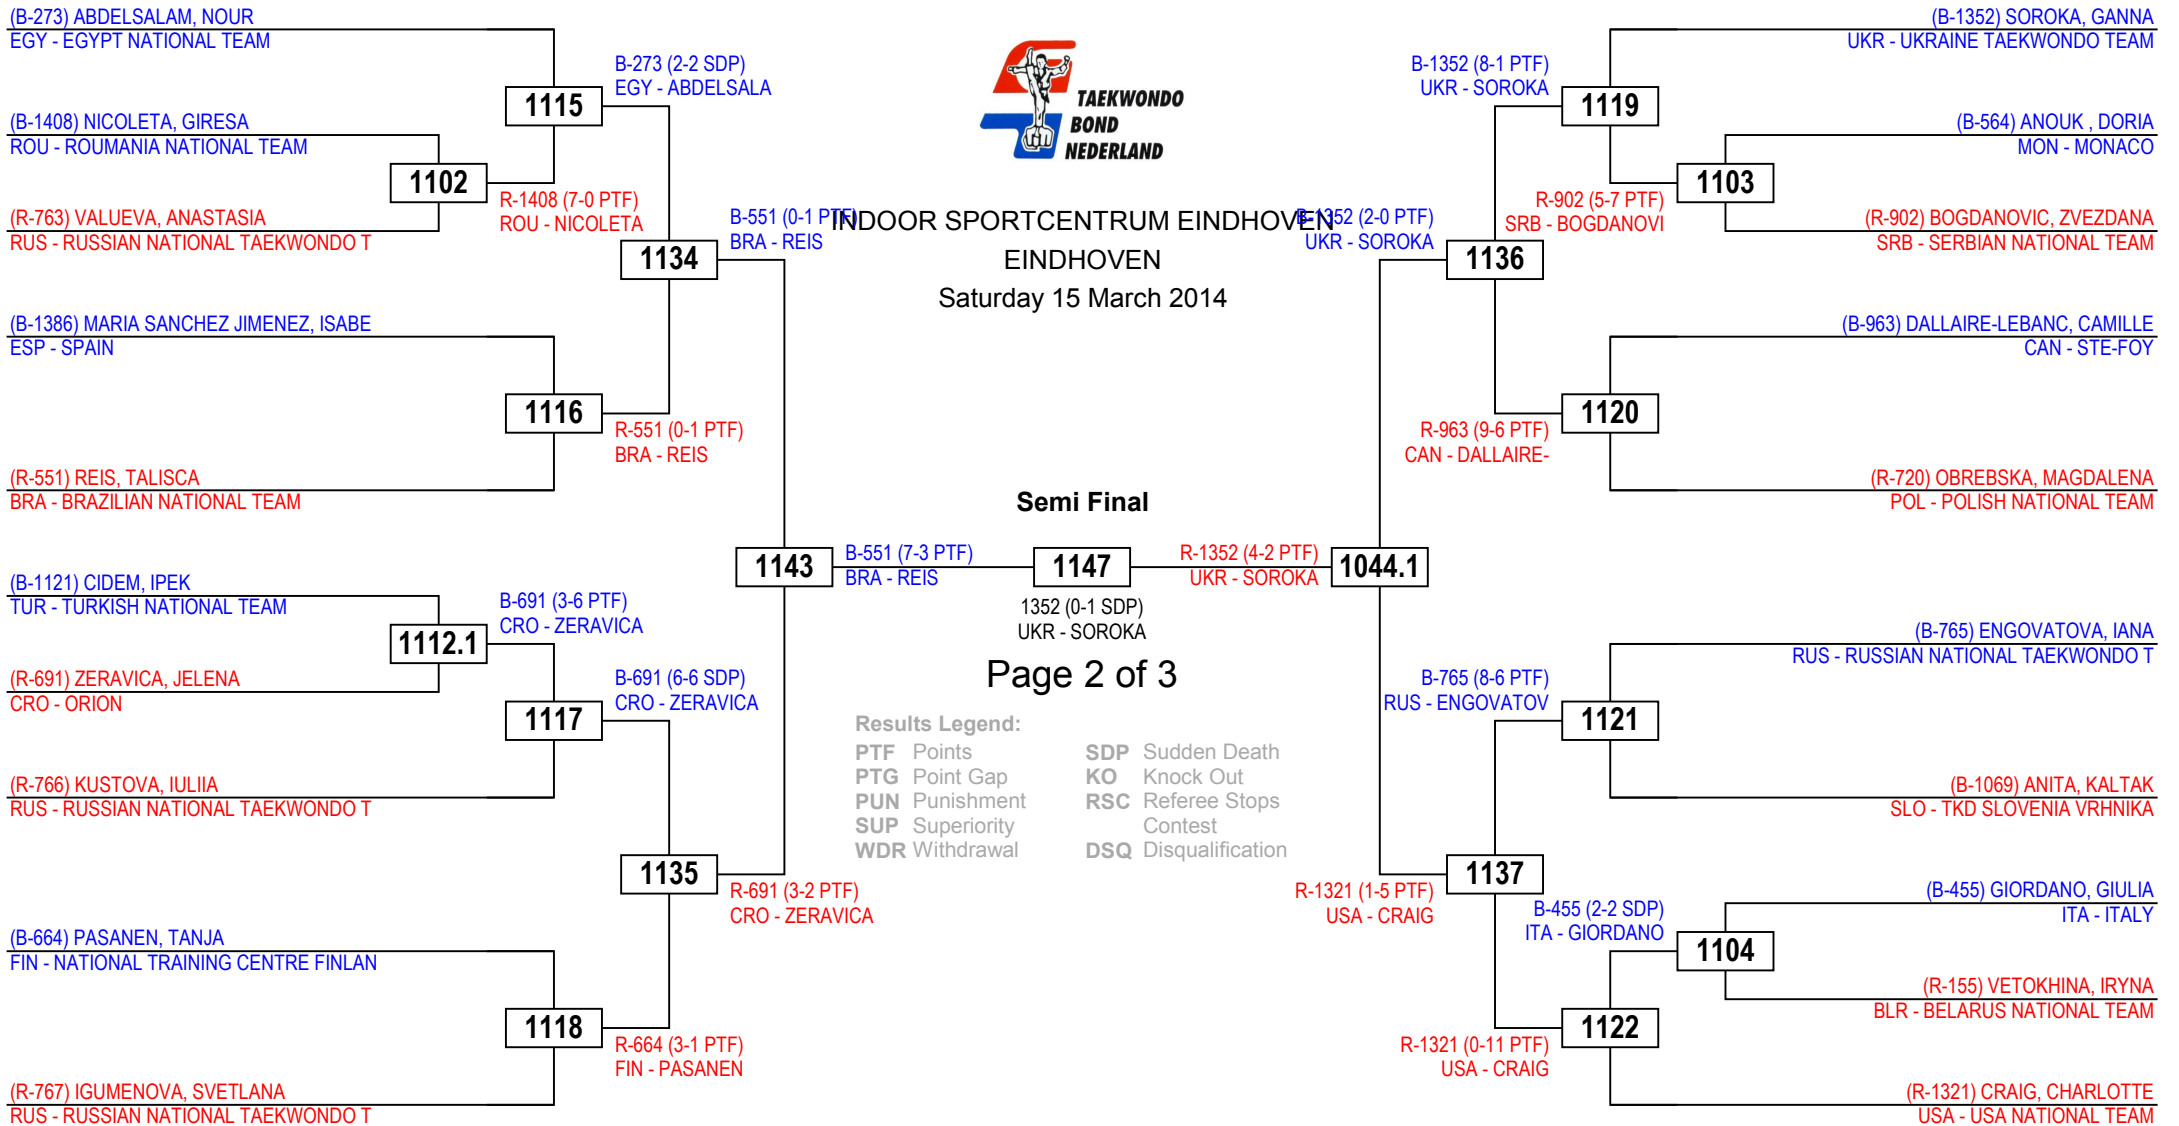 (B-273) ABDELSALAM, NOUR
EGY - EGYPT NATIONAL TEAM
(B-1408) NICOLETA, GIRESA
ROU - ROUMANIA NATIONAL TEAM
(R-763) VALUEVA, ANASTASIA
RUS - RUSSIAN NATIONAL TAEKWONDO T
(B-1386) MARIA SANCHEZ JIMENEZ, ISABE
ESP - SPAIN
(R-551) REIS, TALISCA
BRA - BRAZILIAN NATIONAL TEAM
(B-1121) CIDEM, IPEK
TUR - TURKISH NATIONAL TEAM
(R-691) ZERAVICA, JELENA
CRO - ORION
(R-766) KUSTOVA, IULIIA
RUS - RUSSIAN NATIONAL TAEKWONDO T
(B-664) PASANEN, TANJA
FIN - NATIONAL TRAINING CENTRE FINLAN
(R-767) IGUMENOVA, SVETLANA
RUS - RUSSIAN NATIONAL TAEKWONDO T
1102
R-1408 (7-0 PTF)
ROU - NICOLETA
1112.1
B-691 (3-6 PTF)
CRO - ZERAVICA
1115
B-273 (2-2 SDP)
EGY - ABDELSALA
1116
R-551 (0-1 PTF)
BRA - REIS
1117
B-691 (6-6 SDP)
CRO - ZERAVICA
1118
R-664 (3-1 PTF)
FIN - PASANEN
1134
B-551 (0-1 PTF)
BRA - REIS
1135
R-691 (3-2 PTF)
CRO - ZERAVICA
1143
B-551 (7-3 PTF)
BRA - REIS
TAEKWONDO
BOND
NEDERLAND
INDOOR SPORTCENTRUM EINDHOVEN
EINDHOVEN
Saturday 15 March 2014
Semi Final
1147
1352 (0-1 SDP)
UKR - SOROKA
Page 2 of 3
Results Legend:
PTF Points
PTG Point Gap
PUN Punishment
SUP Superiority
WDR Withdrawal
SDP Sudden Death
KO Knock Out
RSC Referee Stops
Contest
DSQ Disqualification
R-1352 (4-2 PTF)
UKR - SOROKA
1044.1
B-1352 (2-0 PTF)
UKR - SOROKA
1136
R-1321 (1-5 PTF)
USA - CRAIG
1137
B-1352 (8-1 PTF)
UKR - SOROKA
1119
R-963 (9-6 PTF)
CAN - DALLAIRE-
1120
B-765 (8-6 PTF)
RUS - ENGOVATOV
1121
R-1321 (0-11 PTF)
USA - CRAIG
1122
R-902 (5-7 PTF)
SRB - BOGDANOVI
1103
B-455 (2-2 SDP)
ITA - GIORDANO
1104
(B-1352) SOROKA, GANNA
UKR - UKRAINE TAEKWONDO TEAM
(B-564) ANOUK , DORIA
MON - MONACO
(R-902) BOGDANOVIC, ZVEZDANA
SRB - SERBIAN NATIONAL TEAM
(B-963) DALLAIRE-LEBANC, CAMILLE
CAN - STE-FOY
(R-720) OBREBSKA, MAGDALENA
POL - POLISH NATIONAL TEAM
(B-765) ENGOVATOVA, IANA
RUS - RUSSIAN NATIONAL TAEKWONDO T
(B-1069) ANITA, KALTAK
SLO - TKD SLOVENIA VRHNIKA
(B-455) GIORDANO, GIULIA
ITA - ITALY
(R-155) VETOKHINA, IRYNA
BLR - BELARUS NATIONAL TEAM
(R-1321) CRAIG, CHARLOTTE
USA - USA NATIONAL TEAM